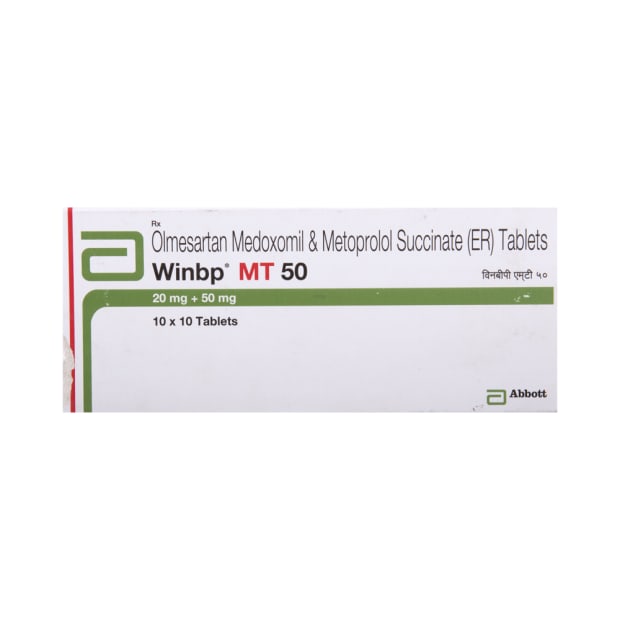 Rx
Olmesartan Medoxomil & Metoprolol Succinate (ER) Tablets
Winbp® MT 50
विनबीपी एमटी ५०
20 mg + 50 mg
10 x 10 Tablets
Abbott